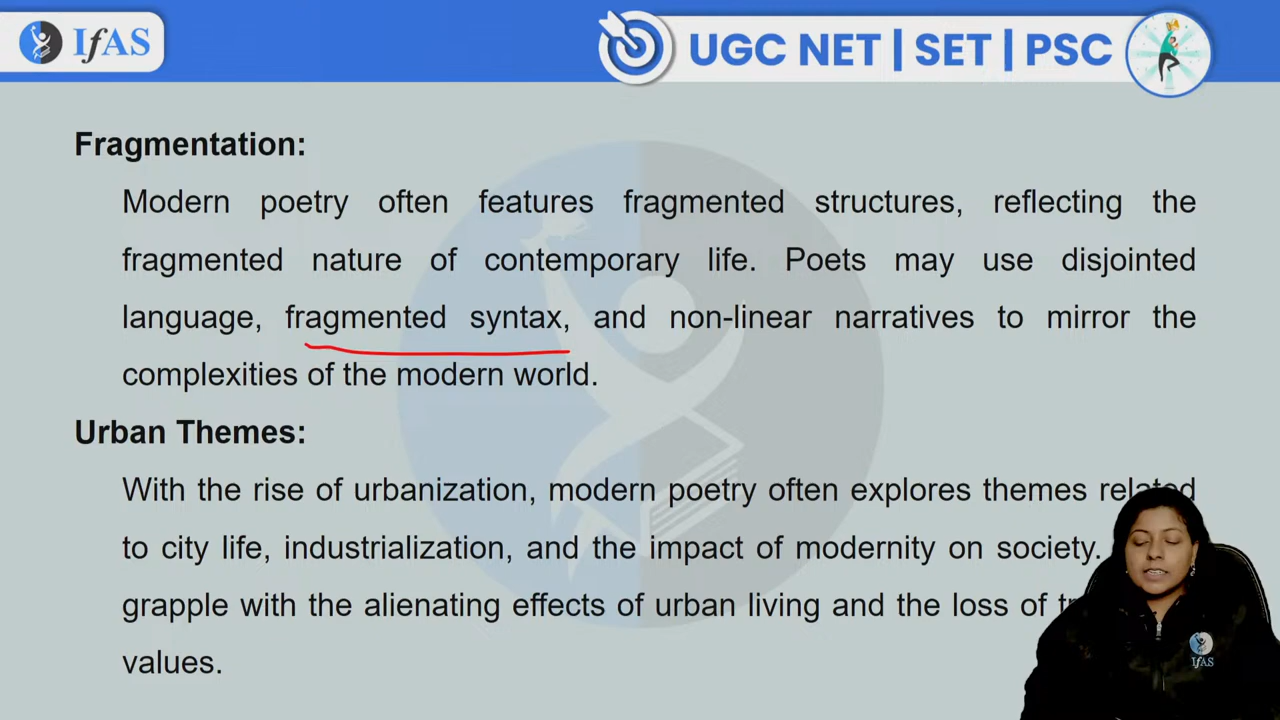 IfAS
UGC NET | SET | PSC
Fragmentation:
Modern poetry often features fragmented structures, reflecting the
fragmented nature of contemporary life. Poets may use disjointed
language, fragmented syntax, and non-linear narratives to mirror the
complexities of the modern world.
Urban Themes:
With the rise of urbanization, modern poetry often explores themes related
to city life, industrialization, and the impact of modernity on society.
grapple with the alienating effects of urban living and the loss of
values.
IfAS